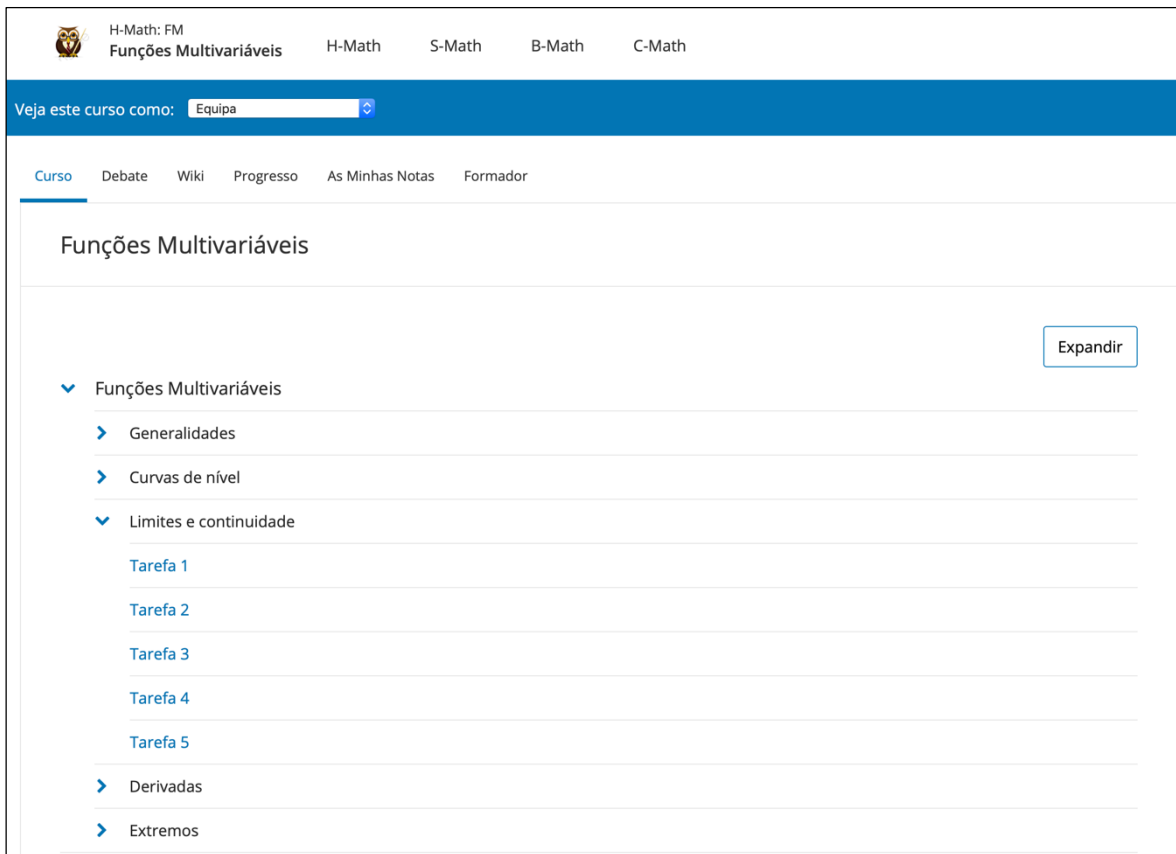 H-Math: FM
Funções Multivariáveis
H-Math S-Math B-Math C-Math
Veja este curso como: Equipa
Curso Debate Wiki Progresso As Minhas Notas Formador
Funções Multivariáveis
Expandir
Funções Multivariáveis
Generalidades
Curvas de nível
Limites e continuidade
Tarefa 1
Tarefa 2
Tarefa 3
Tarefa 4
Tarefa 5
Derivadas
Extremos